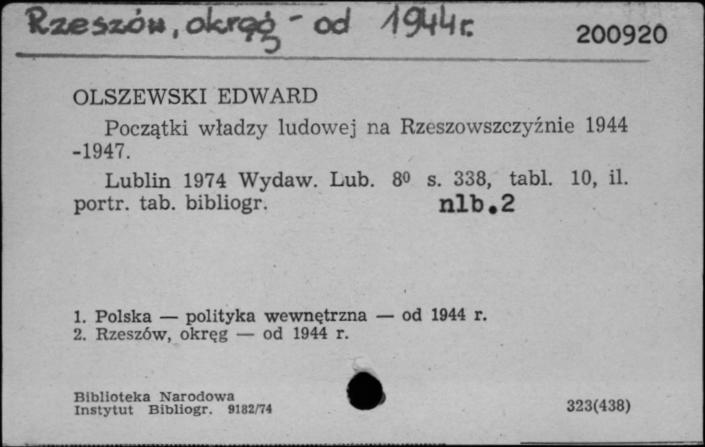 Rzeszów, okręg - od 1944r.
200920
OLSZEWSKI EDWARD
Początki władzy ludowej na Rzeszowszczyźnie 1944
-1947.
Lublin 1974 Wydaw. Lub. 8⁰ s. 338, tabl. 10, il.
portr. tab. bibliogr. nlb.2
1. Polska — polityka wewnętrzna — od 1944 r.
2. Rzeszów, okręg — od 1944 r.
Biblioteka Narodowa
Instytut Bibliogr. 9182/74
323(438)